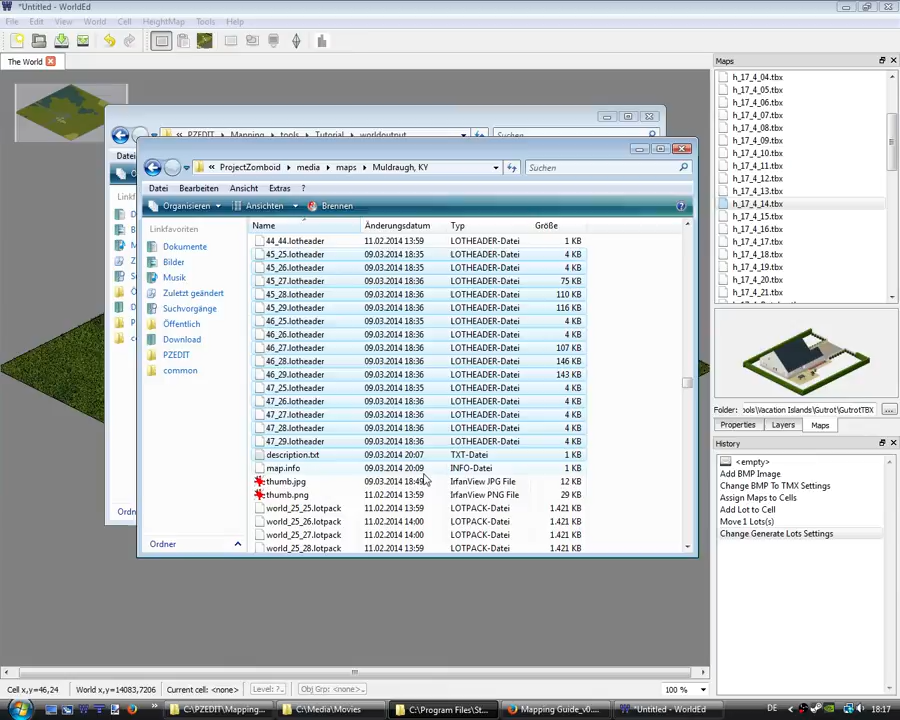 *Untitled - WorldEd
File Edit View World Cell HeightMap Tools Help
The World
PZEDIT Mapping tools Tutorial worldoutput Suchen
Datei
Linkf
Ordn
« ProjectZomboid media maps Muldraugh, KY Suchen
Datei Bearbeiten Ansicht Extras ?
Organisieren Ansichten Brennen
Linkfavoriten
Dokumente
Bilder
Musik
Zuletzt geändert
Suchvorgänge
Öffentlich
Download
PZEDIT
common
Ordner
Name Änderungsdatum Typ Größe
44_44.lotheader 11.02.2014 13:59 LOTHEADER-Datei 1 KB
45_25.lotheader 09.03.2014 18:35 LOTHEADER-Datei 4 KB
45_26.lotheader 09.03.2014 18:35 LOTHEADER-Datei 4 KB
45_27.lotheader 09.03.2014 18:36 LOTHEADER-Datei 75 KB
45_28.lotheader 09.03.2014 18:36 LOTHEADER-Datei 110 KB
45_29.lotheader 09.03.2014 18:36 LOTHEADER-Datei 116 KB
46_25.lotheader 09.03.2014 18:35 LOTHEADER-Datei 4 KB
46_26.lotheader 09.03.2014 18:36 LOTHEADER-Datei 4 KB
46_27.lotheader 09.03.2014 18:36 LOTHEADER-Datei 107 KB
46_28.lotheader 09.03.2014 18:36 LOTHEADER-Datei 146 KB
46_29.lotheader 09.03.2014 18:36 LOTHEADER-Datei 143 KB
47_25.lotheader 09.03.2014 18:35 LOTHEADER-Datei 4 KB
47_26.lotheader 09.03.2014 18:36 LOTHEADER-Datei 4 KB
47_27.lotheader 09.03.2014 18:36 LOTHEADER-Datei 4 KB
47_28.lotheader 09.03.2014 18:36 LOTHEADER-Datei 4 KB
47_29.lotheader 09.03.2014 18:36 LOTHEADER-Datei 4 KB
description.txt 09.03.2014 20:07 TXT-Datei 1 KB
map.info 09.03.2014 20:09 INFO-Datei 1 KB
thumb.jpg 09.03.2014 18:49 IrfanView JPG File 12 KB
thumb.png 11.02.2014 13:59 IrfanView PNG File 29 KB
world_25_25.lotpack 11.02.2014 13:59 LOTPACK-Datei 1.421 KB
world_25_26.lotpack 11.02.2014 14:00 LOTPACK-Datei 1.421 KB
world_25_27.lotpack 11.02.2014 14:00 LOTPACK-Datei 1.421 KB
world_25_28.lotpack 11.02.2014 13:59 LOTPACK-Datei 1.421 KB
Maps
h_17_4_04.tbx
h_17_4_05.tbx
h_17_4_06.tbx
h_17_4_07.tbx
h_17_4_08.tbx
h_17_4_09.tbx
h_17_4_10.tbx
h_17_4_11.tbx
h_17_4_12.tbx
h_17_4_13.tbx
h_17_4_14.tbx
h_17_4_15.tbx
h_17_4_16.tbx
h_17_4_17.tbx
h_17_4_18.tbx
h_17_4_19.tbx
h_17_4_20.tbx
h_17_4_21.tbx
Folder: ools\Vacation Islands\Gutrot\GutrotTBX ...
Properties Layers Maps
History
<empty>
Add BMP Image
Change BMP To TMX Settings
Assign Maps to Cells
Add Lot to Cell
Move 1 Lot(s)
Change Generate Lots Settings
Cell x,y=46,24 World x,y=14083,7206 Current cell: <none> Level: ? Obj Grp: <none> 100 %
C:\PZEDIT\Mapping... C:\Media\Movies C:\Program Files\St... Mapping Guide_v0.... *Untitled - WorldEd DE 18:17